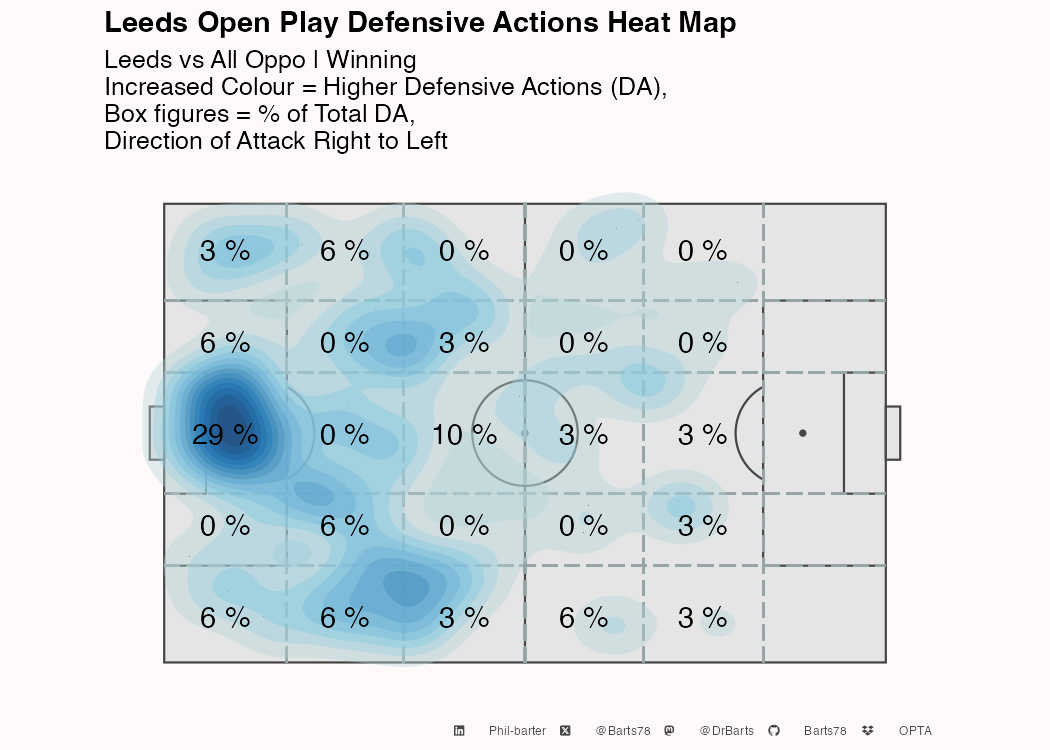 Leeds Open Play Defensive Actions Heat Map
Leeds vs All Oppo | Winning
Increased Colour = Higher Defensive Actions (DA),
Box figures = % of Total DA,
Direction of Attack Right to Left
3 % 6 % 0 % 0 % 0 %
6 % 0 % 3 % 0 % 0 %
29 % 0 % 10 % 3 % 3 %
0 % 6 % 0 % 0 % 3 %
6 % 6 % 3 % 6 % 3 %
Phil-barter @Barts78 @DrBarts Barts78 OPTA